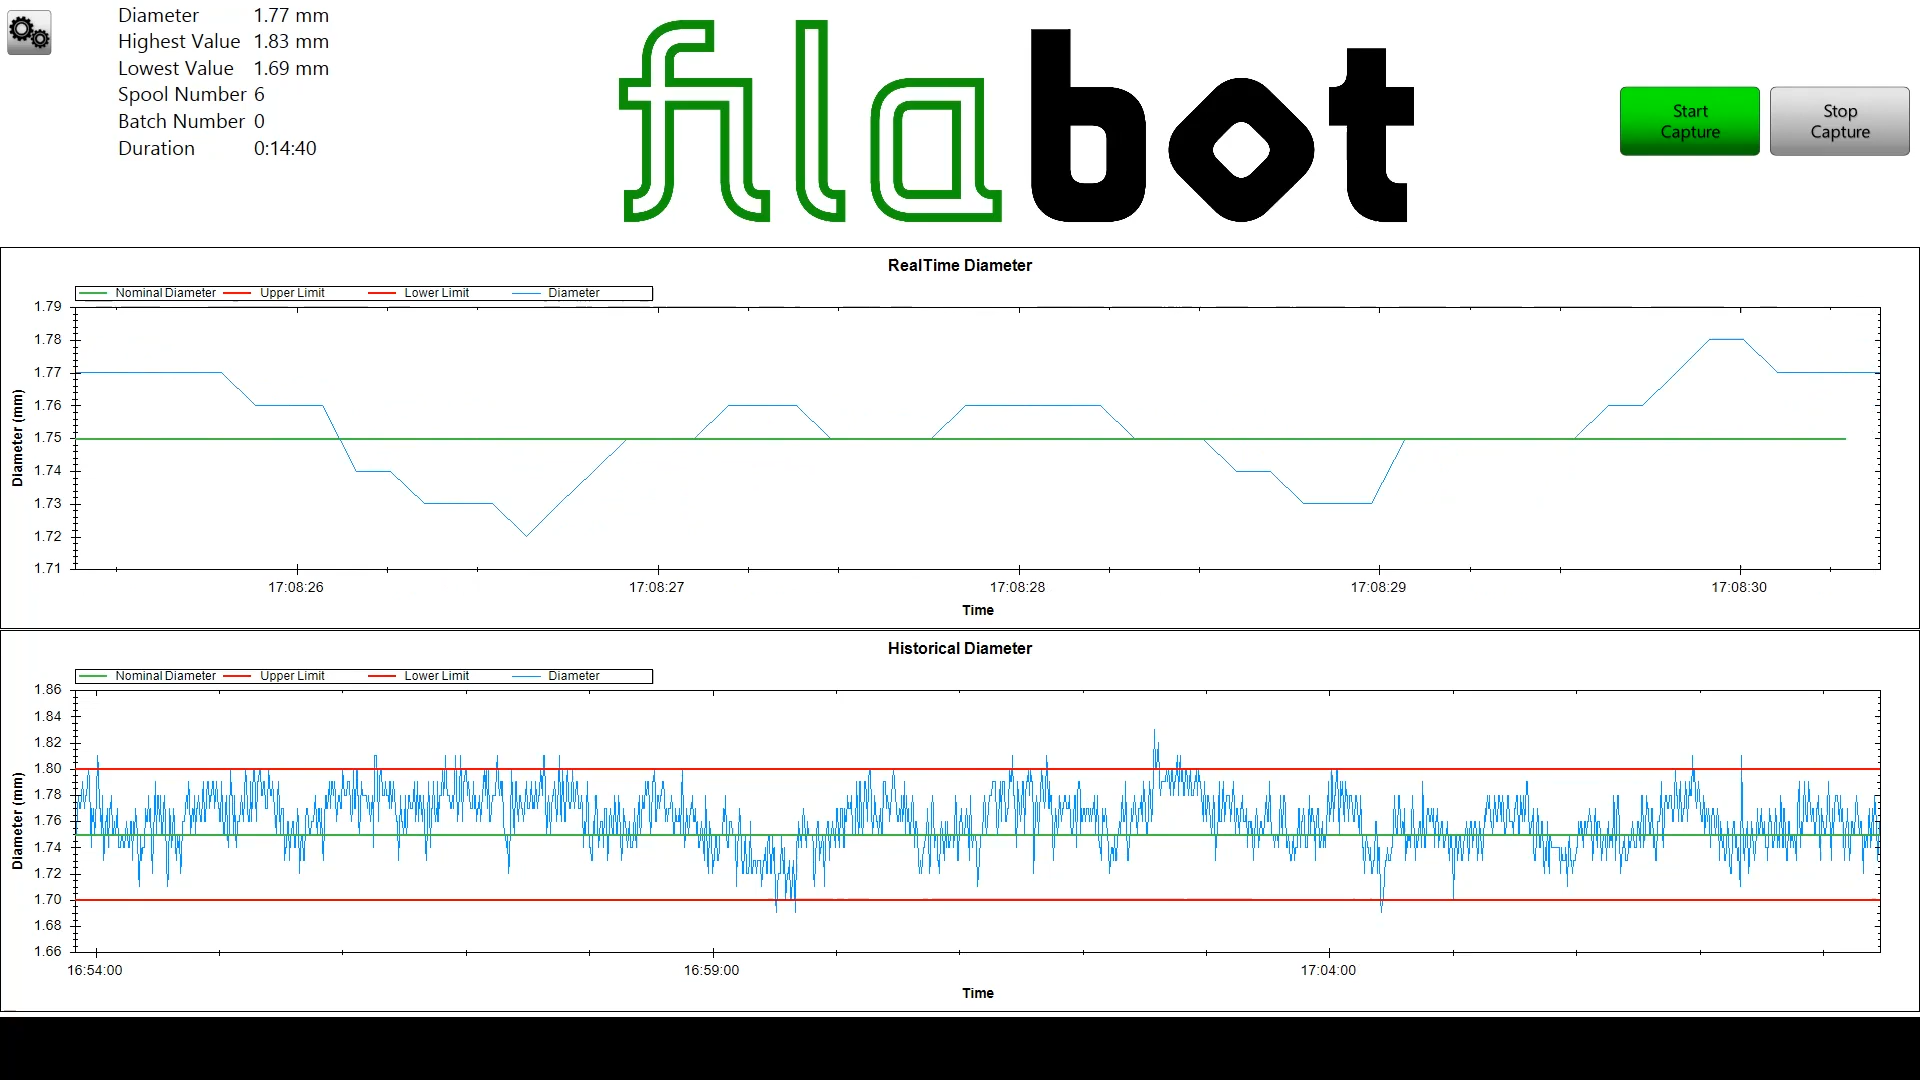 Diameter 1.77 mm
Highest Value 1.83 mm
Lowest Value 1.69 mm
Spool Number 6
Batch Number 0
Duration 0:14:40
filabot
Start
Capture
Stop
Capture
RealTime Diameter
Nominal Diameter Upper Limit Lower Limit Diameter
1.79
1.78
1.77
1.76
1.75
1.74
1.73
1.72
1.71
Diameter (mm)
17:08:26 17:08:27 17:08:28 17:08:29 17:08:30
Time
Historical Diameter
Nominal Diameter Upper Limit Lower Limit Diameter
1.86
1.84
1.82
1.80
1.78
1.76
1.74
1.72
1.70
1.68
1.66
Diameter (mm)
16:54:00 16:59:00 17:04:00
Time